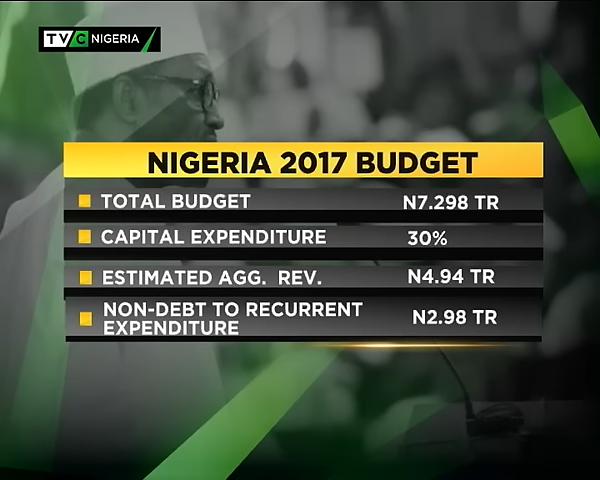 TVC NIGERIA
NIGERIA 2017 BUDGET
TOTAL BUDGET N7.298 TR
CAPITAL EXPENDITURE 30%
ESTIMATED AGG. REV. N4.94 TR
NON-DEBT TO RECURRENT
EXPENDITURE N2.98 TR